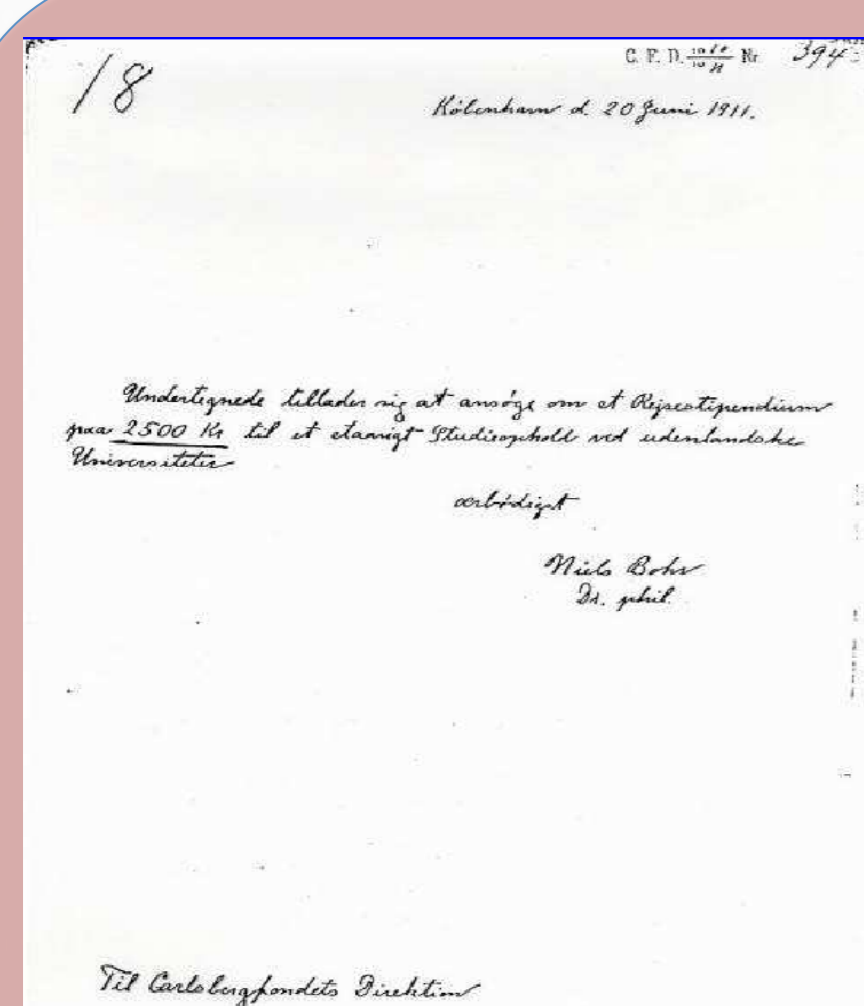 18
C. F. D. Nr. 394
København d. 20 Juni 1911.
Undertegnede tillader sig at ansøge om et Rejsestipendium
paa 2500 Kr til et etaarigt Studieophold ved udenlandske
Universiteter
ærbødigst
Niels Bohr
Dr. phil.
Til Carlsbergfondets Direktion